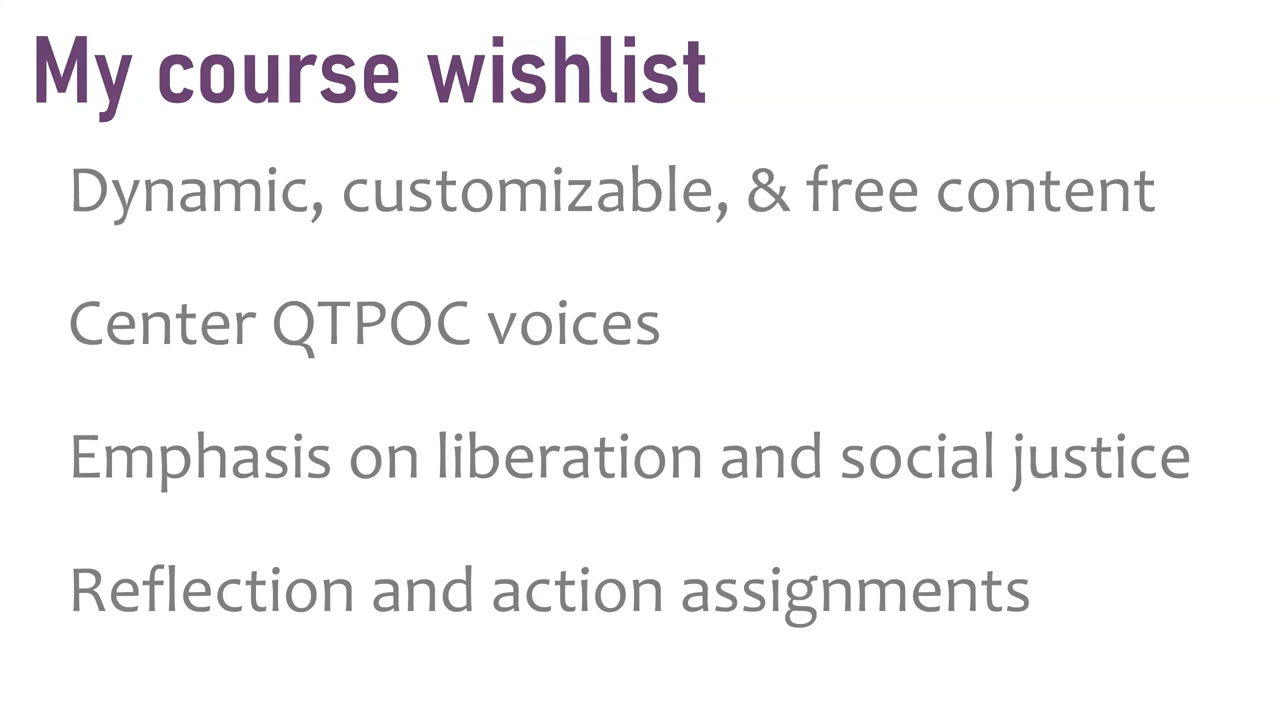 My course wishlist
Dynamic, customizable, & free content
Center QTPOC voices
Emphasis on liberation and social justice
Reflection and action assignments